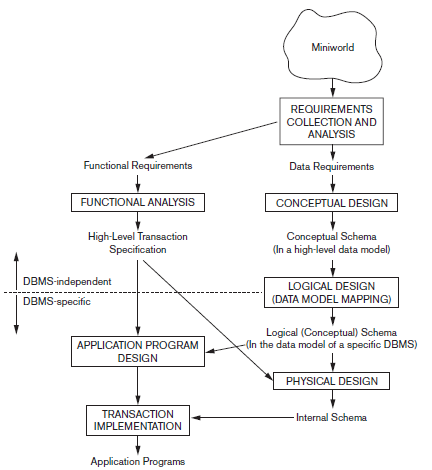 Miniworld
REQUIREMENTS
COLLECTION AND
ANALYSIS
Functional Requirements
Data Requirements
FUNCTIONAL ANALYSIS
CONCEPTUAL DESIGN
High-Level Transaction
Specification
Conceptual Schema
(In a high-level data model)
DBMS-independent
DBMS-specific
LOGICAL DESIGN
(DATA MODEL MAPPING)
Logical (Conceptual) Schema
(In the data model of a specific DBMS)
APPLICATION PROGRAM
DESIGN
PHYSICAL DESIGN
TRANSACTION
IMPLEMENTATION
Internal Schema
Application Programs